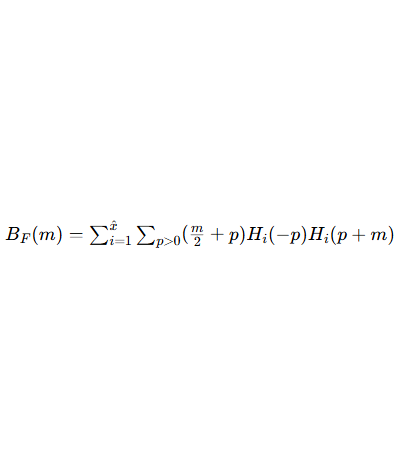 $B_F(m) = \sum_{i=1}^{\hat{x}} \sum_{p>0} (\frac{m}{2} + p) H_i(-p) H_i(p + m)$